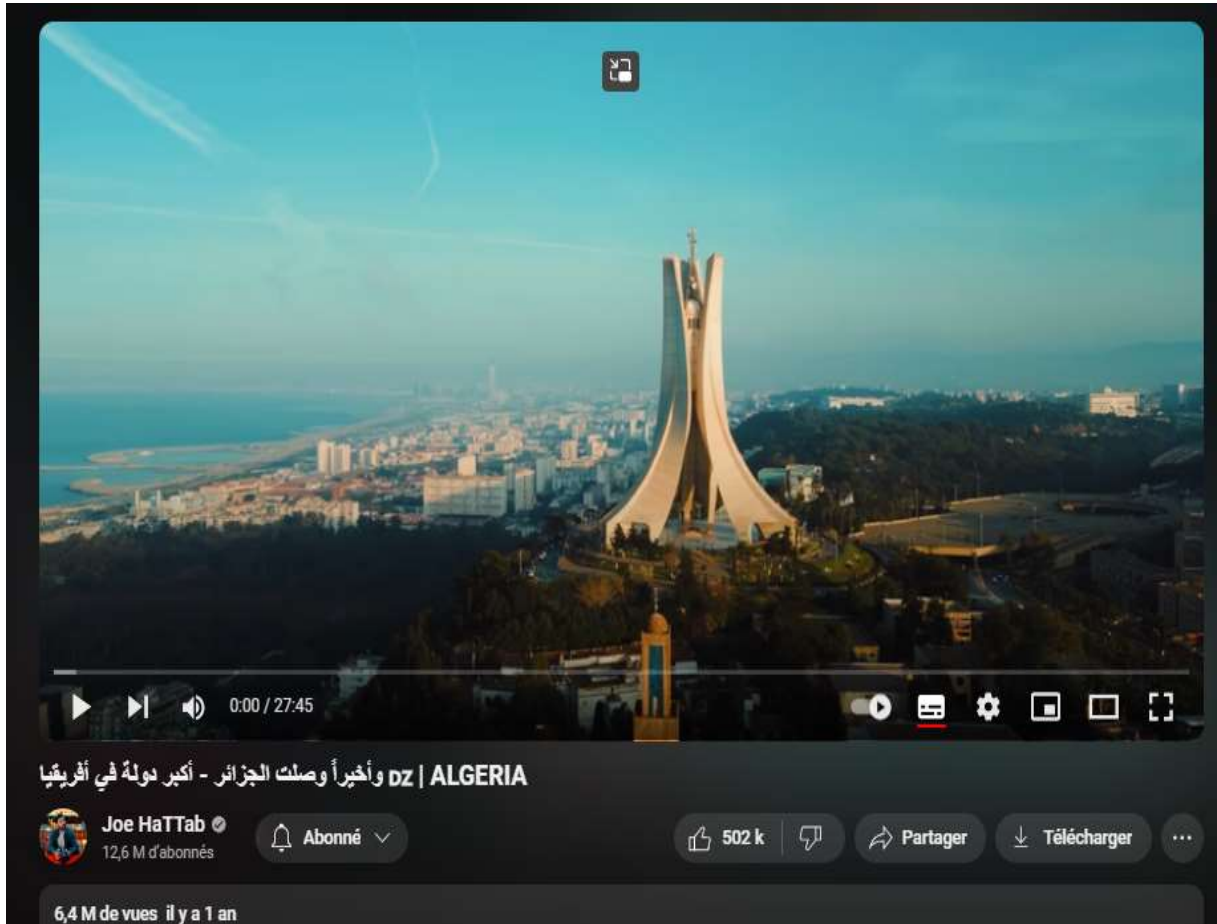 0:00 / 27:45
وأخيراً وصلت الجزائر - أكبر دولة في أفريقيا DZ | ALGERIA
Joe HaTTab
12,6 M d'abonnés
Abonné
502 k
Partager
Télécharger
6,4 M de vues il y a 1 an